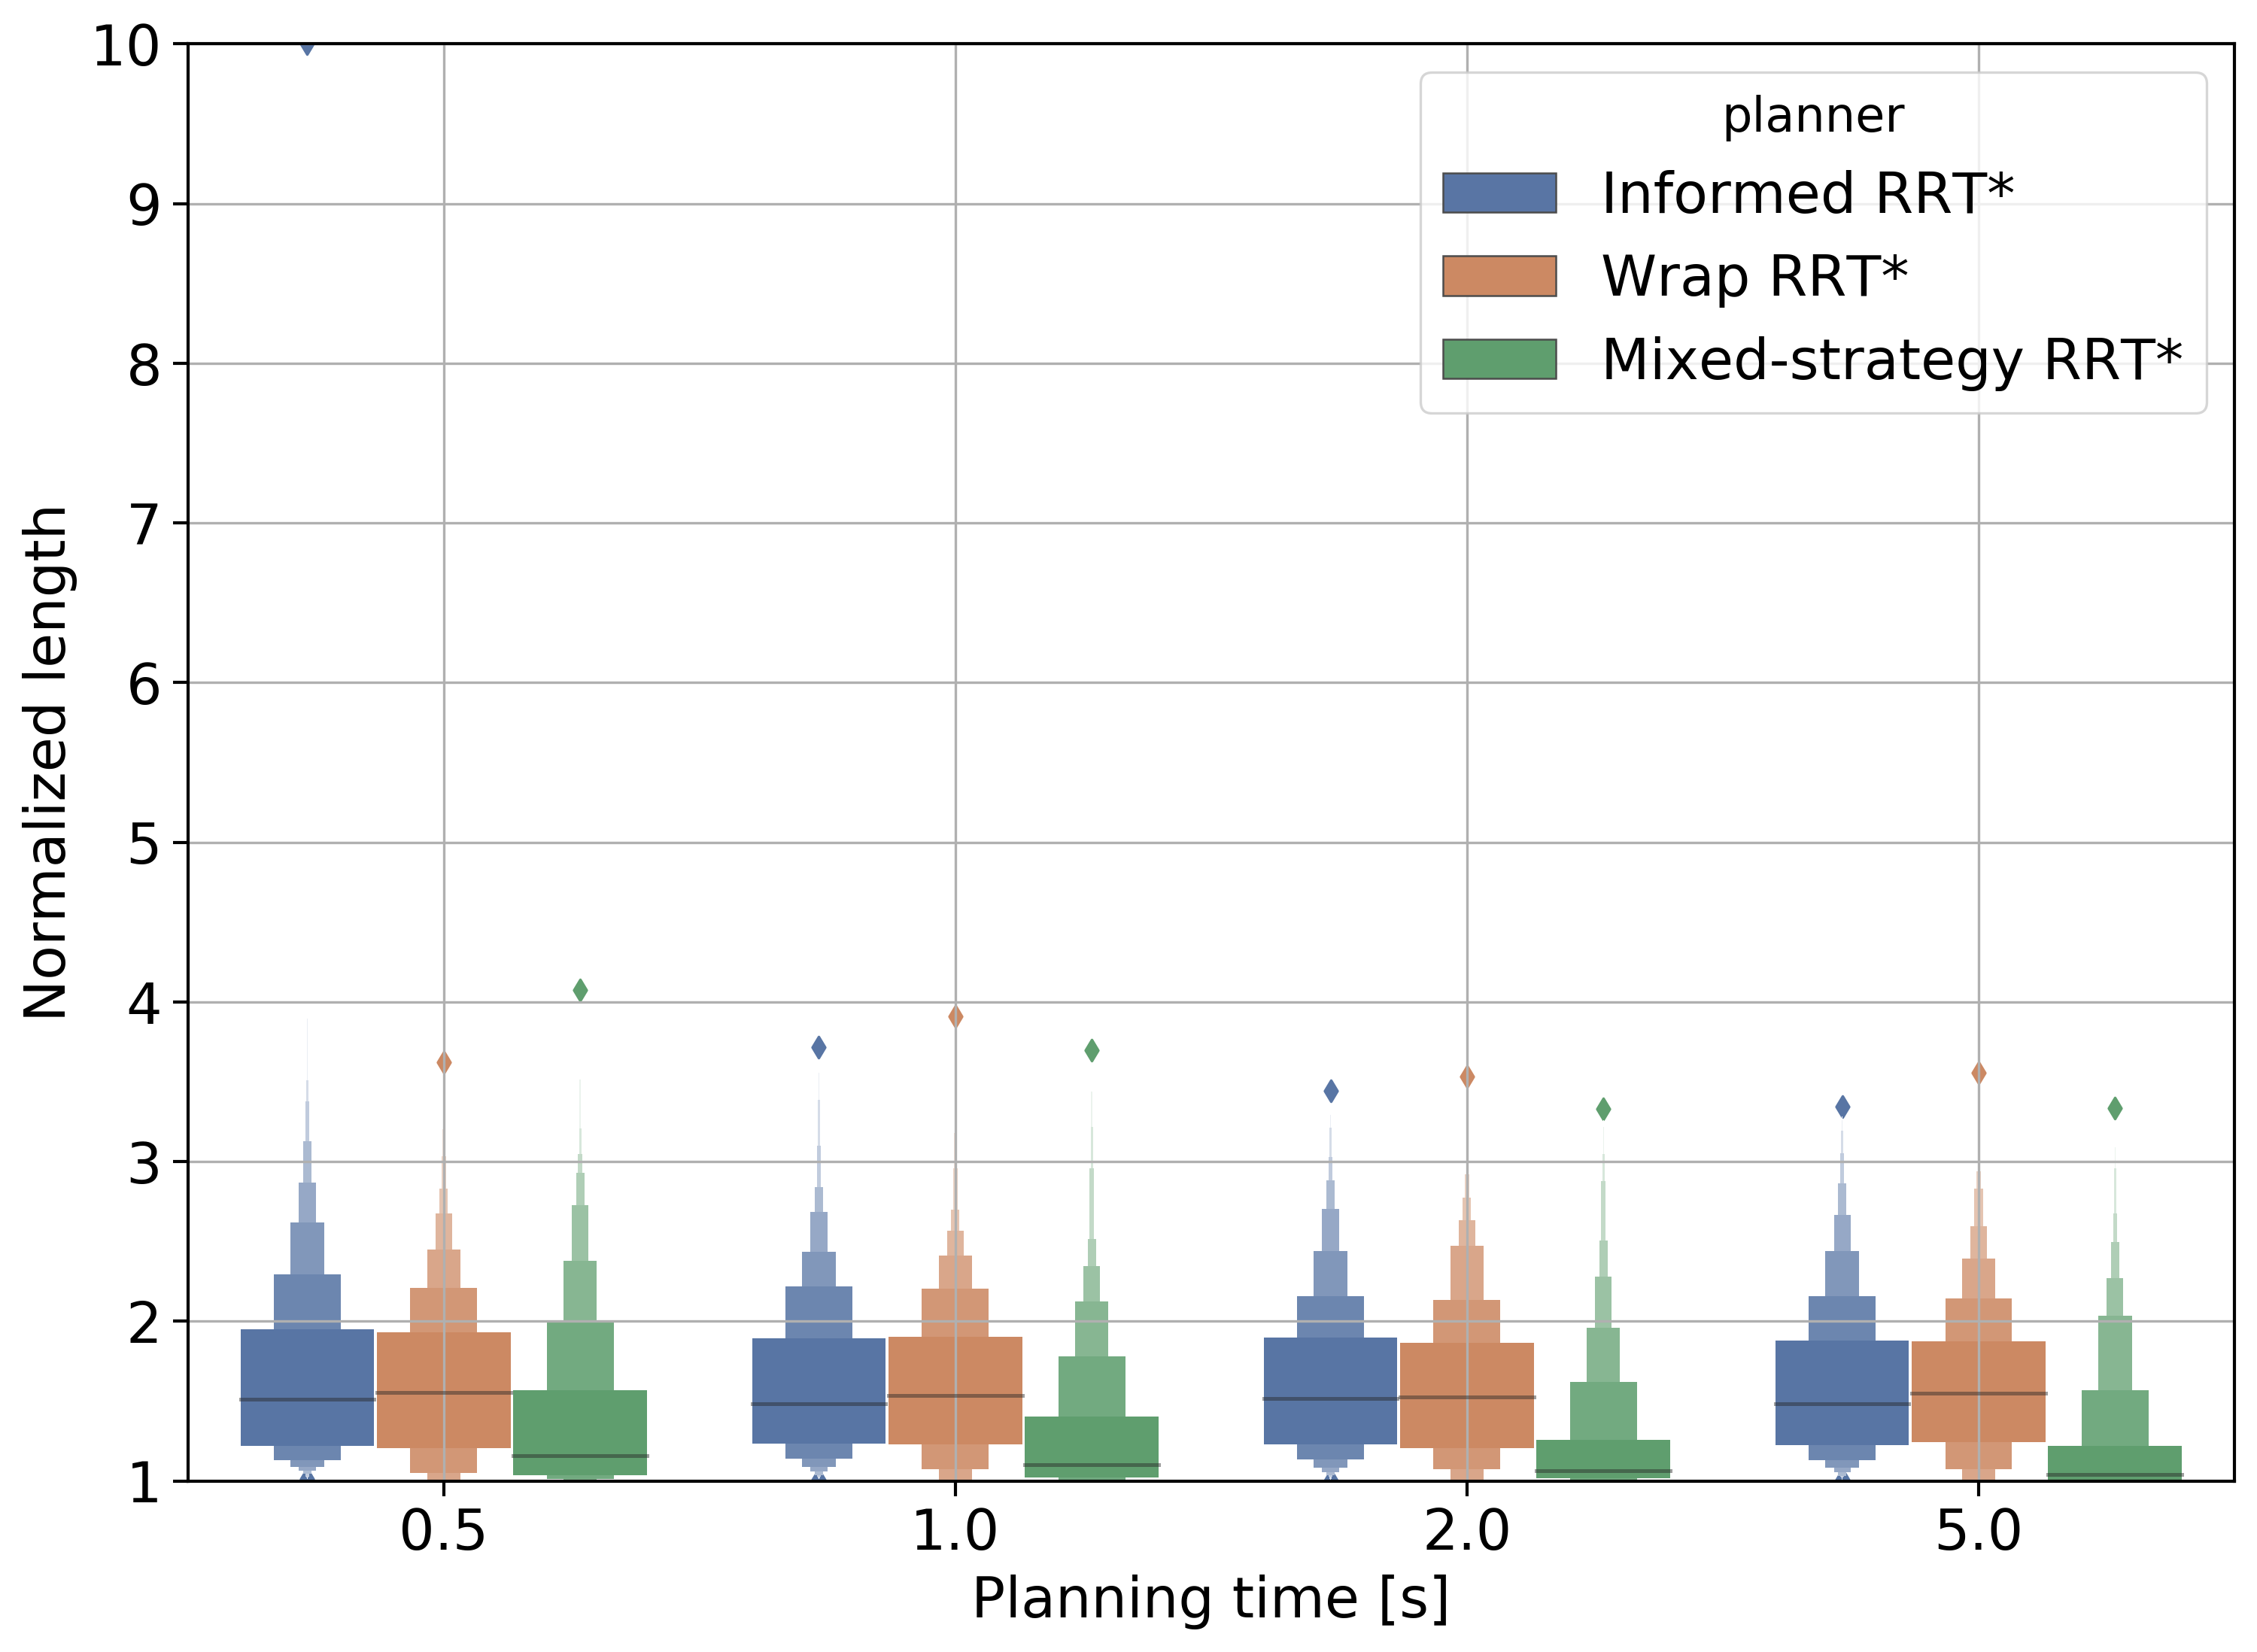 10
9
8
7
6
5
4
3
2
1
Normalized length
planner
Informed RRT*
Wrap RRT*
Mixed-strategy RRT*
0.5 1.0 2.0 5.0
Planning time [s]